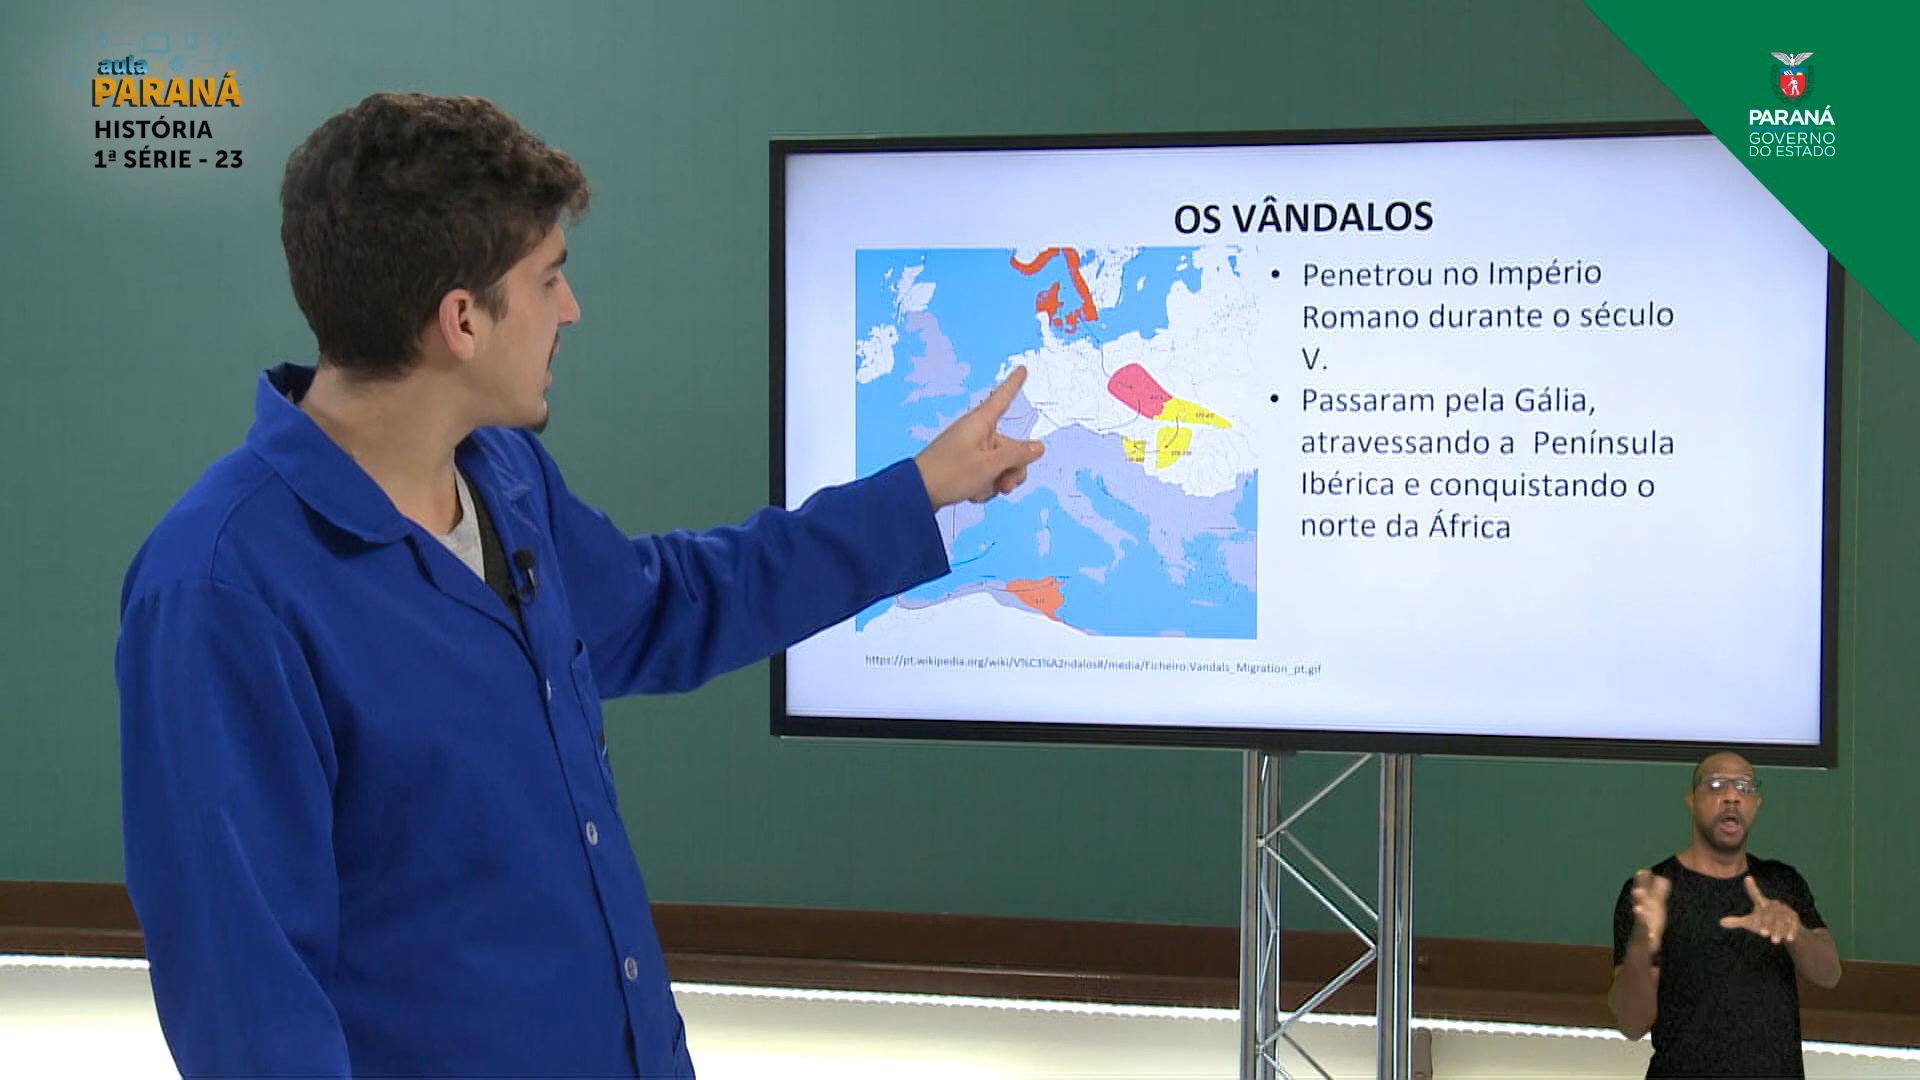 aula
PARANÁ
HISTÓRIA
1ª SÉRIE - 23
PARANÁ
GOVERNO
DO ESTADO
OS VÂNDALOS
• Penetrou no Império
Romano durante o século
V.
• Passaram pela Gália,
atravessando a Península
Ibérica e conquistando o
norte da África
https://pt.wikipedia.org/wiki/V%C3%A2ndalos#/media/Ficheiro:Vandals_Migration_pt.gif